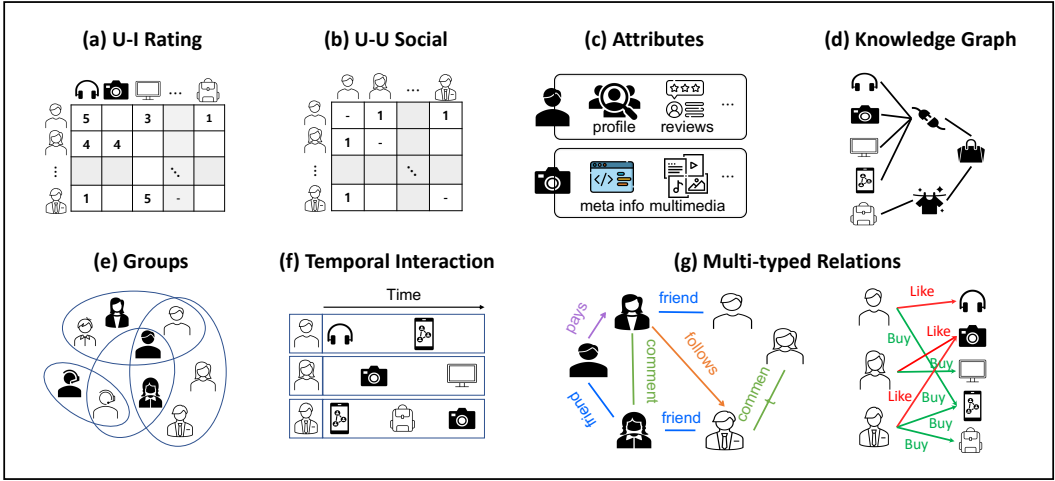 (a) U-I Rating
(b) U-U Social
(c) Attributes
(d) Knowledge Graph
...
5 3 1
4 4
⋮ ⋱
1 5 -
...
- 1 1
1 -
⋮ ⋱
1 -
...
profile reviews
...
meta info multimedia
(e) Groups
(f) Temporal Interaction
(g) Multi-typed Relations
Time
pays
friend
comment
follows
commen
t
friend
friend
Like
Like
Buy
Buy
Like
Buy
Buy
Buy